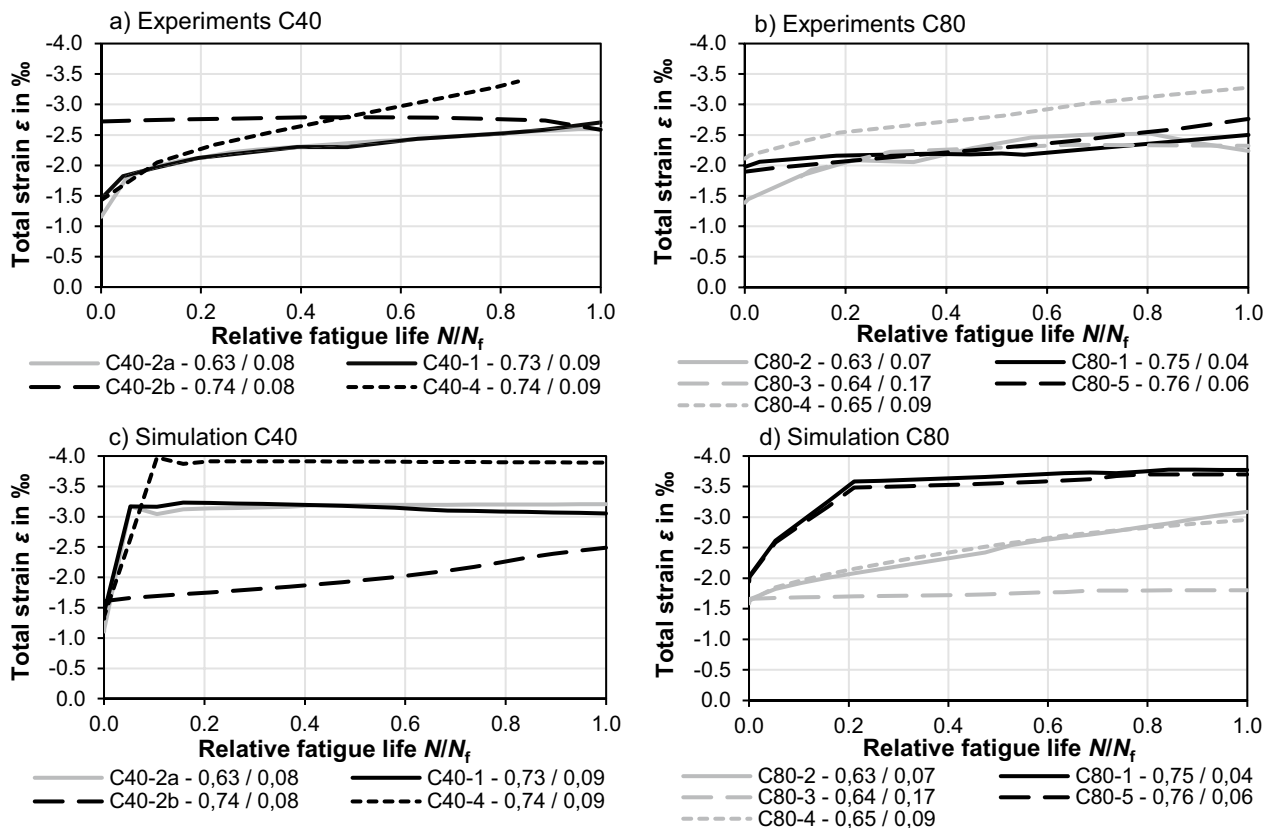 a) Experiments C40
-4.0
-3.5
-3.0
-2.5
-2.0
-1.5
-1.0
-0.5
0.0
Total strain ε in ‰
0.0 0.2 0.4 0.6 0.8 1.0
Relative fatigue life N/Nf
C40-2a - 0.63 / 0.08
C40-1 - 0.73 / 0.09
C40-2b - 0.74 / 0.08
C40-4 - 0.74 / 0.09
b) Experiments C80
-4.0
-3.5
-3.0
-2.5
-2.0
-1.5
-1.0
-0.5
0.0
Total strain ε in ‰
0.0 0.2 0.4 0.6 0.8 1.0
Relative fatigue life N/Nf
C80-2 - 0.63 / 0.07
C80-1 - 0.75 / 0.04
C80-3 - 0.64 / 0.17
C80-5 - 0.76 / 0.06
C80-4 - 0.65 / 0.09
c) Simulation C40
-4.0
-3.5
-3.0
-2.5
-2.0
-1.5
-1.0
-0.5
0.0
Total strain ε in ‰
0.0 0.2 0.4 0.6 0.8 1.0
Relative fatigue life N/Nf
C40-2a - 0,63 / 0,08
C40-1 - 0,73 / 0,09
C40-2b - 0,74 / 0,08
C40-4 - 0,74 / 0,09
d) Simulation C80
-4.0
-3.5
-3.0
-2.5
-2.0
-1.5
-1.0
-0.5
0.0
Total strain ε in ‰
0.0 0.2 0.4 0.6 0.8 1.0
Relative fatigue life N/Nf
C80-2 - 0,63 / 0,07
C80-1 - 0,75 / 0,04
C80-3 - 0,64 / 0,17
C80-5 - 0,76 / 0,06
C80-4 - 0,65 / 0,09